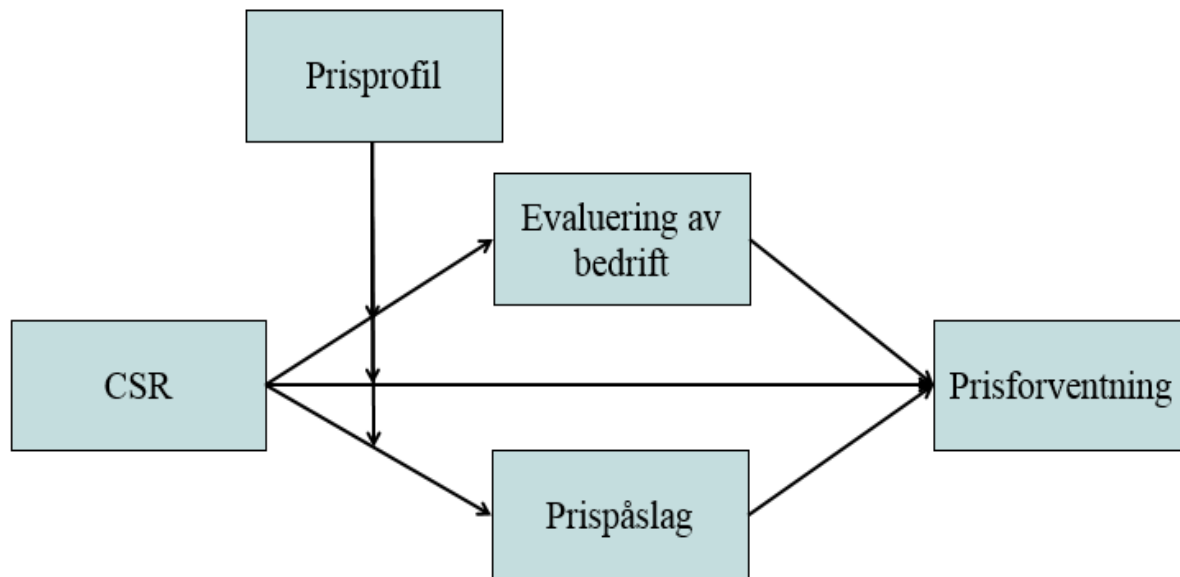 Prisprofil
Evaluering av
bedrift
CSR
Prisforventning
Prispåslag